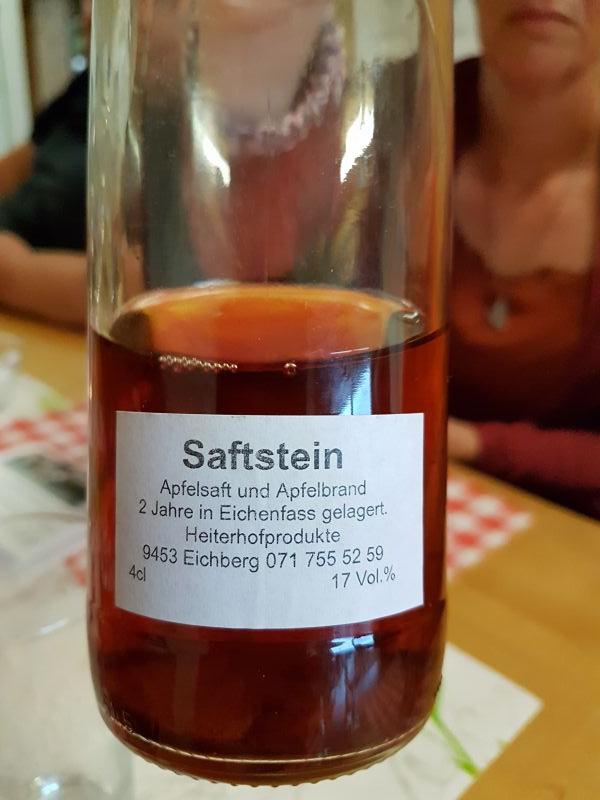 Saftstein
Apfelsaft und Apfelbrand
2 Jahre in Eichenfass gelagert.
Heiterhofprodukte
9453 Eichberg 071 755 52 59
4cl 17 Vol.%